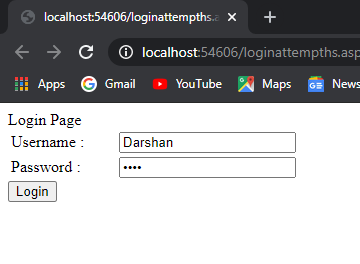 localhost:54606/loginattempths.a
localhost:54606/loginattempths.asp
Apps Gmail YouTube Maps News
Login Page
Username : Darshan
Password : ••••
Login